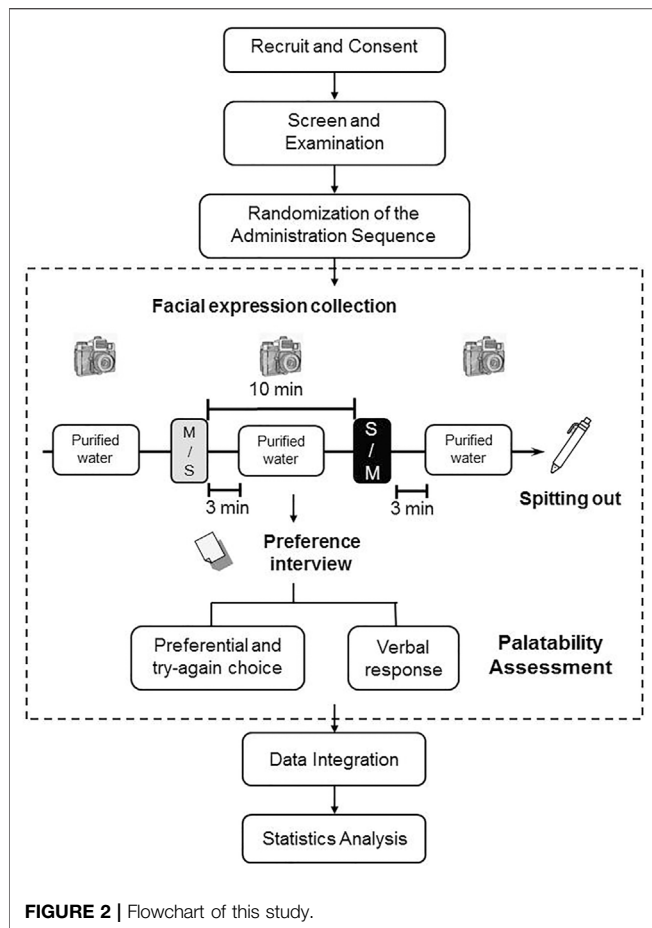 Recruit and Consent
Screen and
Examination
Randomization of the
Administration Sequence
Facial expression collection
10 min
Purified
water
M
/
S
Purified
water
S
/
M
Purified
water
3 min
3 min
Spitting out
Preference
interview
Preferential and
try-again choice
Verbal
response
Palatability
Assessment
Data Integration
Statistics Analysis
FIGURE 2 | Flowchart of this study.